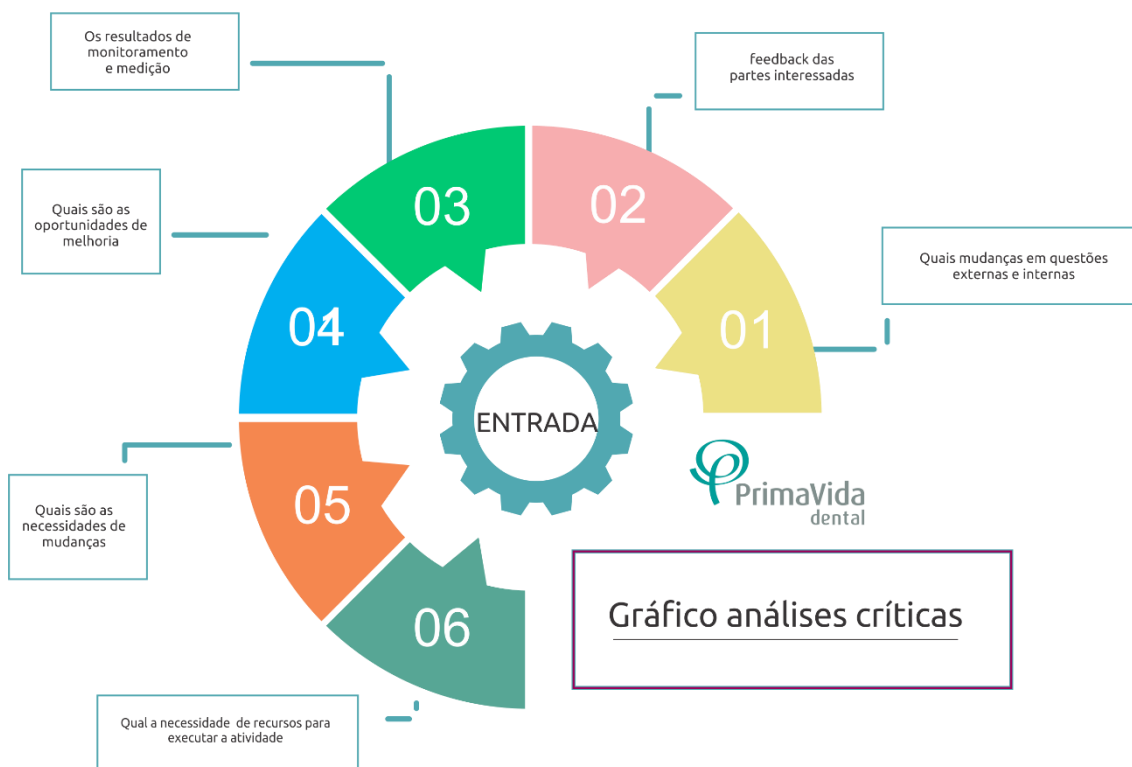 Os resultados de
monitoramento
e medição
feedback das
partes interessadas
03
02
Quais são as
oportunidades de
melhoria
Quais mudanças em questões
externas e internas
04
01
ENTRADA
PrimaVida
dental
Quais são as
necessidades de
mudanças
05
06
Gráfico análises críticas
Qual a necessidade de recursos para
executar a atividade